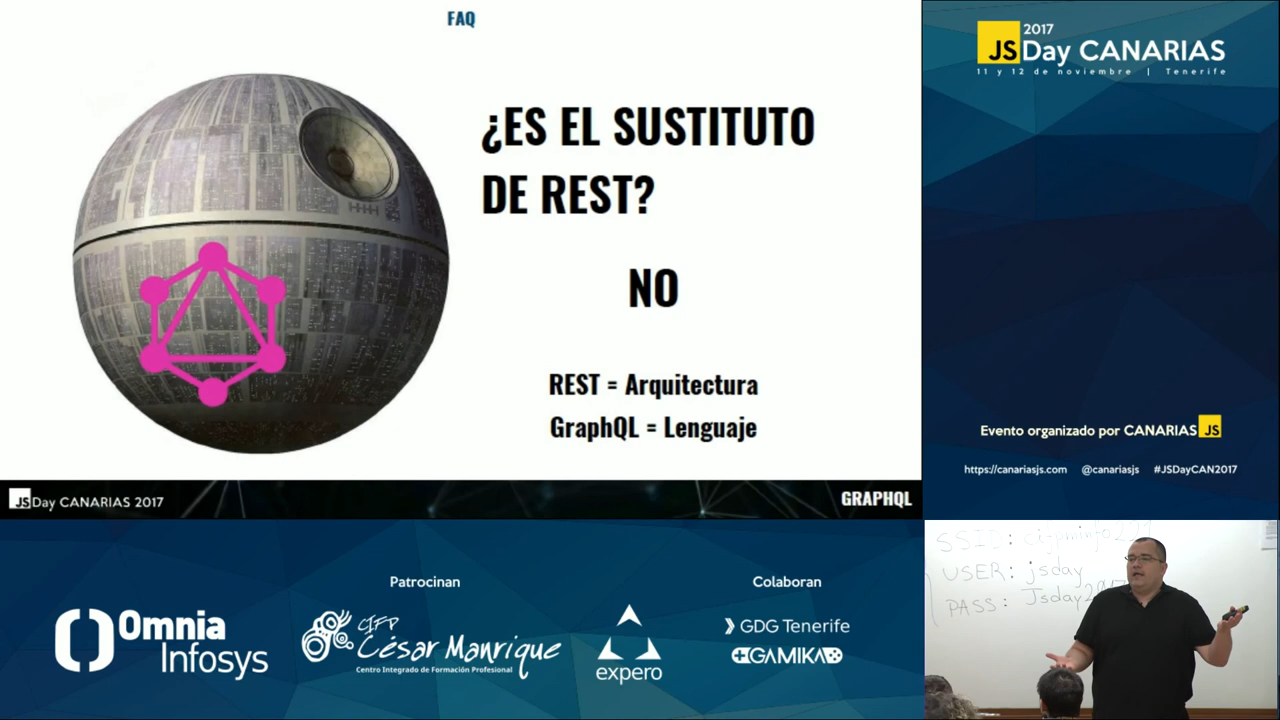 FAQ
¿ES EL SUSTITUTO
DE REST?
NO
REST = Arquitectura
GraphQL = Lenguaje
JSDay CANARIAS 2017
GRAPHQL
2017
JSDay CANARIAS
11 y 12 de noviembre | Tenerife
Evento organizado por CANARIAS JS
https://canariasjs.com @canariasjs #JSDayCAN2017
Patrocinan
Omnia
Infosys
CIFP
César Manrique
Centro Integrado de Formación Profesional
expero
Colaboran
GDG Tenerife
GAMIKA
SSID:
USER: jsday
PASS: